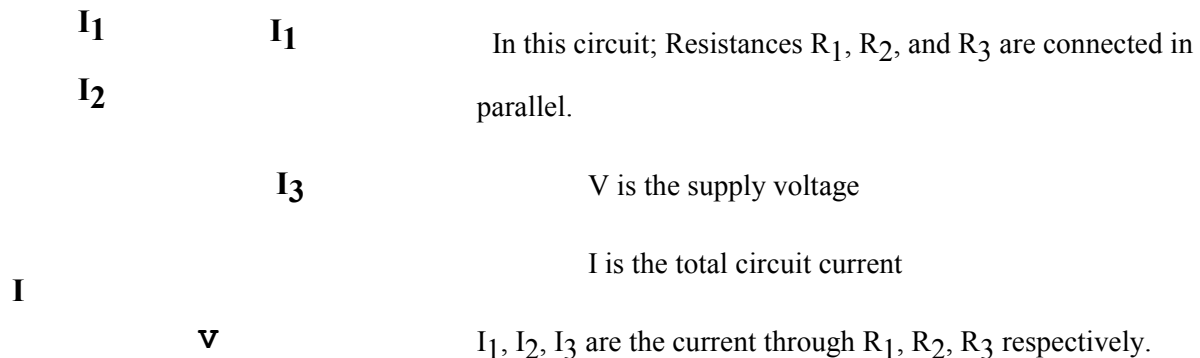 I₁ I₁
I₂
I₃
I
V
In this circuit; Resistances R₁, R₂, and R₃ are connected in
parallel.
V is the supply voltage
I is the total circuit current
I₁, I₂, I₃ are the current through R₁, R₂, R₃ respectively.